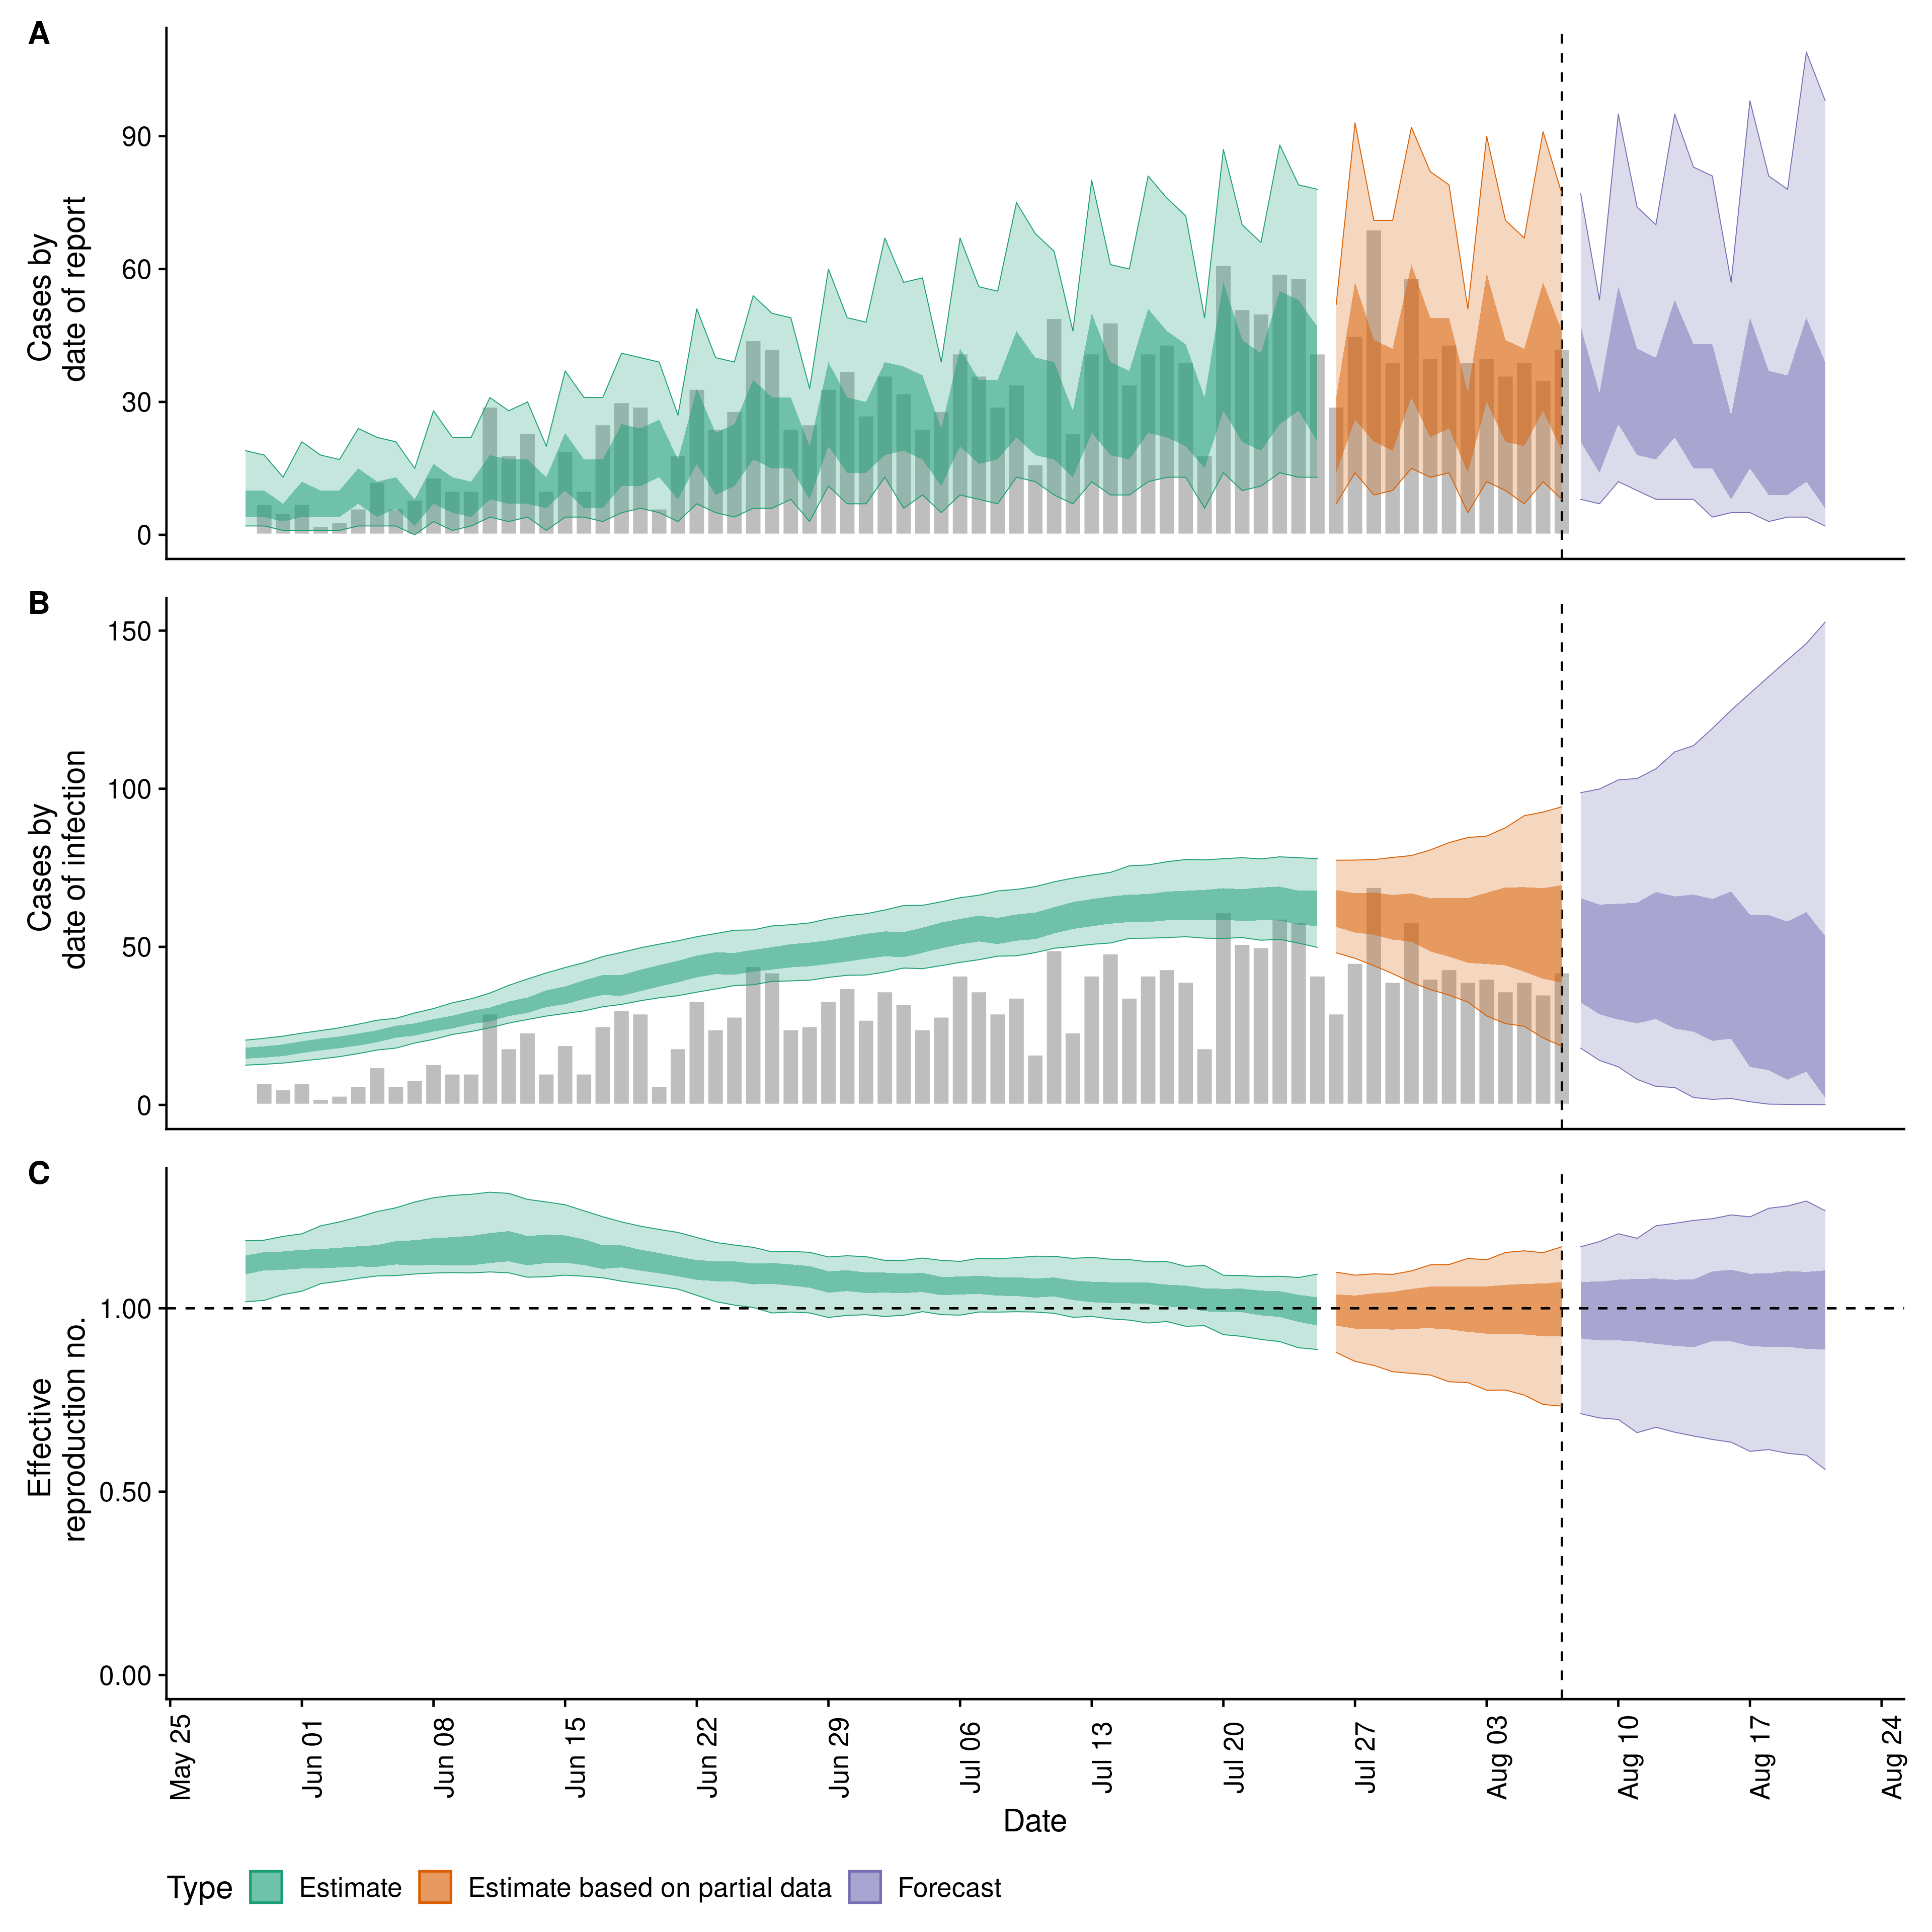 A
Cases by
date of report
90
60
30
0
B
Cases by
date of infection
150
100
50
0
C
Effective
reproduction no.
1.00
0.50
0.00
May 25
Jun 01
Jun 08
Jun 15
Jun 22
Jun 29
Jul 06
Jul 13
Jul 20
Jul 27
Aug 03
Aug 10
Aug 17
Aug 24
Date
Type Estimate Estimate based on partial data Forecast